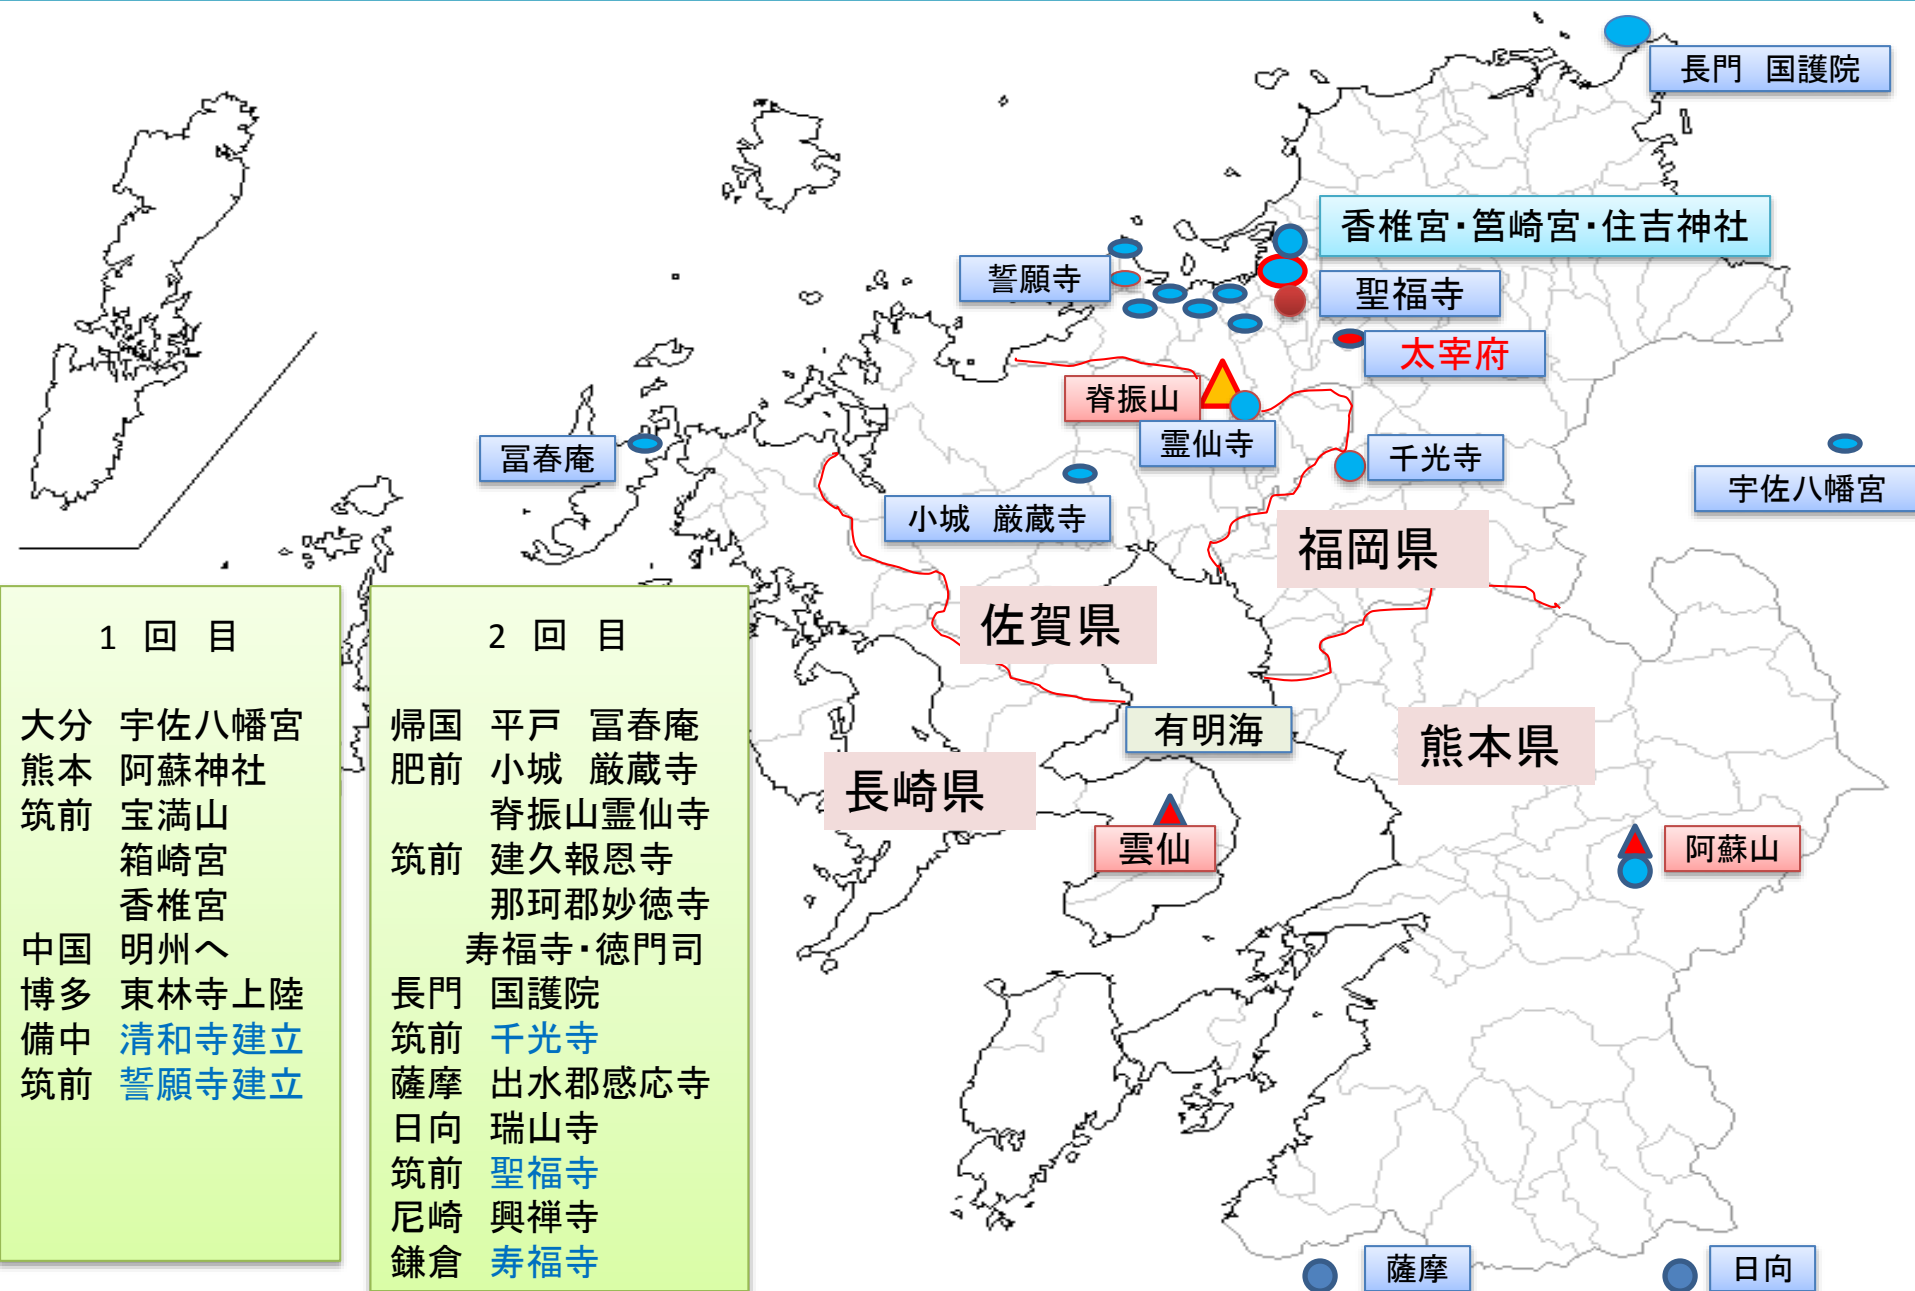 長門　国護院
香椎宮・筥崎宮・住吉神社
誓願寺
聖福寺
太宰府
脊振山
霊仙寺
冨春庵
千光寺
宇佐八幡宮
小城　厳蔵寺
福岡県
佐賀県
有明海
熊本県
長崎県
雲仙
阿蘇山
薩摩
日向
1 回 目
大分　宇佐八幡宮
熊本　阿蘇神社
筑前　宝満山
箱崎宮
香椎宮
中国　明州へ
博多　東林寺上陸
備中　清和寺建立
筑前　誓願寺建立
2 回 目
帰国　平戸　冨春庵
肥前　小城　厳蔵寺
脊振山霊仙寺
筑前　建久報恩寺
那珂郡妙徳寺
寿福寺・徳門司
長門　国護院
筑前　千光寺
薩摩　出水郡感応寺
日向　瑞山寺
筑前　聖福寺
尼崎　興禅寺
鎌倉　寿福寺